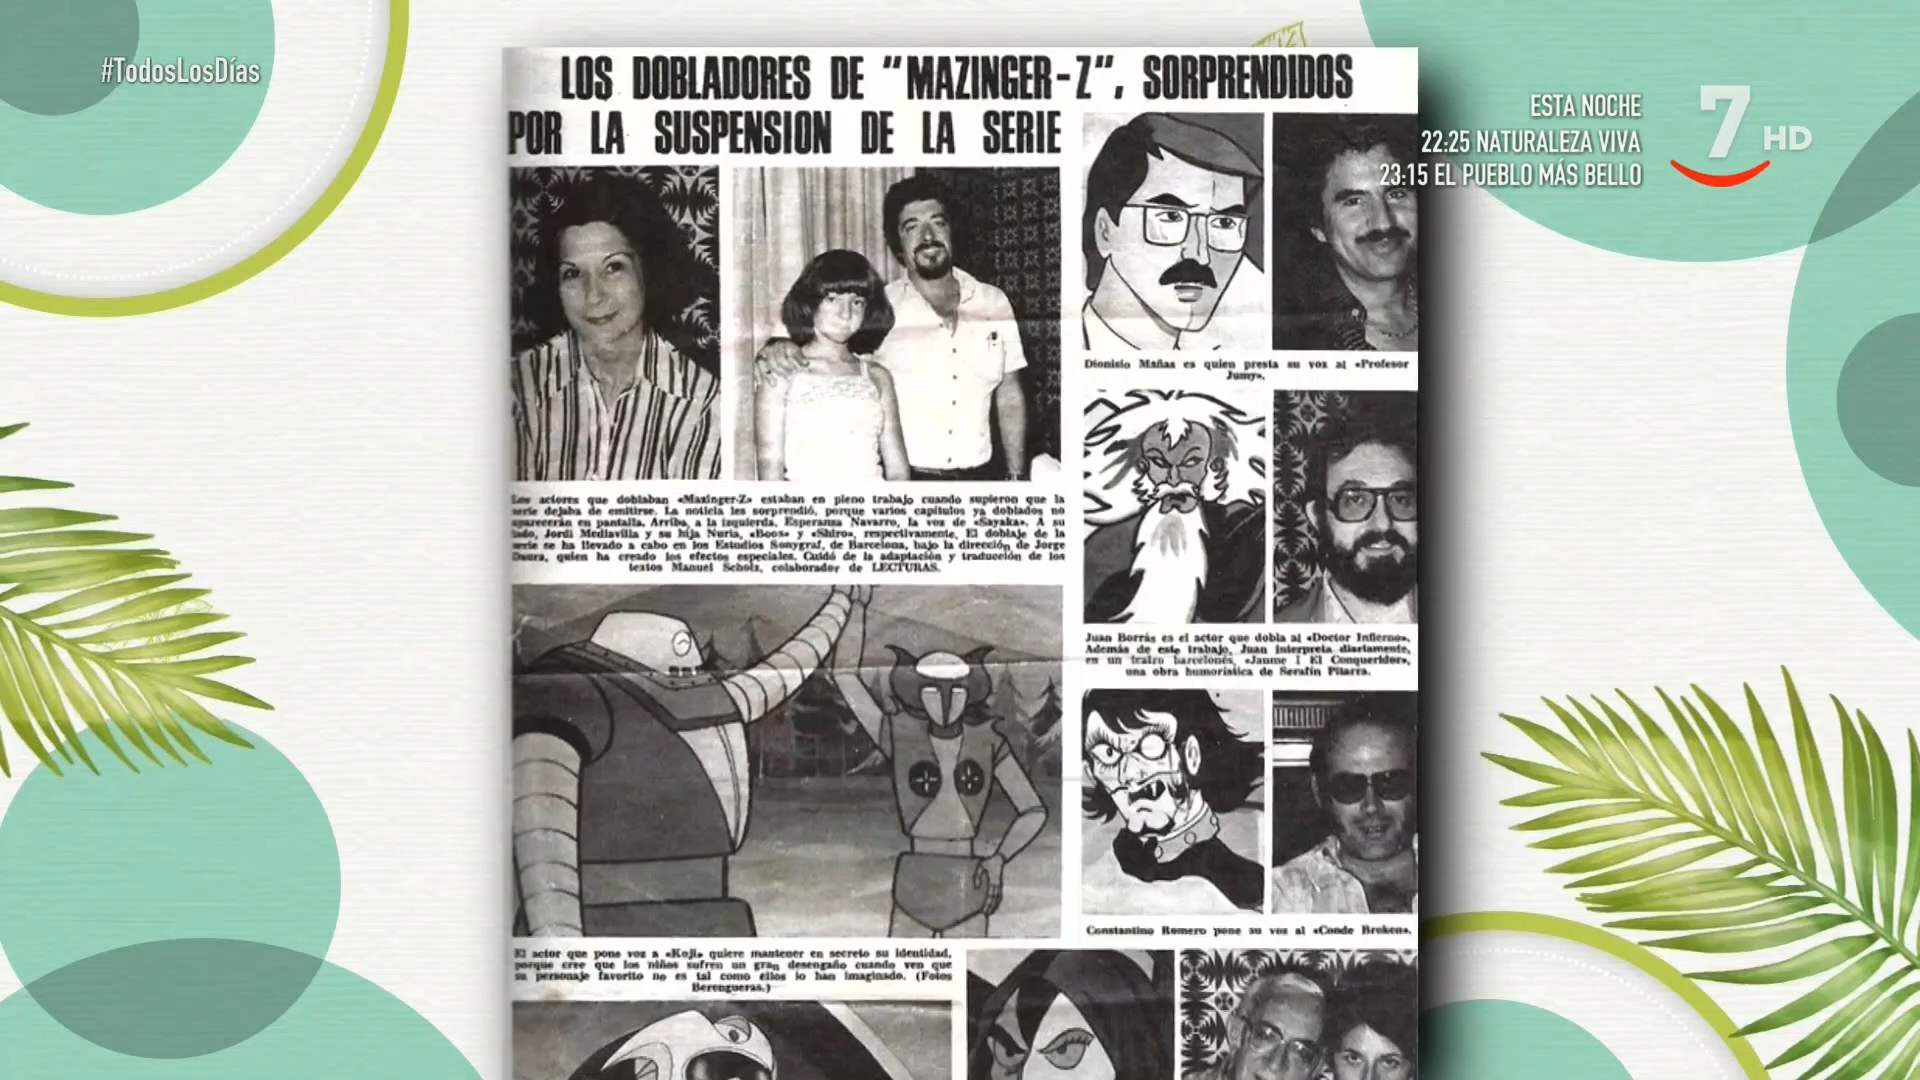 #TodosLosDías
ESTA NOCHE
22:25 NATURALEZA VIVA
23:15 EL PUEBLO MÁS BELLO
7 HD
LOS DOBLADORES DE "MAZINGER-Z", SORPRENDIDOS
POR LA SUSPENSION DE LA SERIE
Los actores que doblaban «Mazinger-Z» estaban en pleno trabajo cuando supieron que la
serie dejaba de emitirse. La noticia les sorprendió, porque varios capítulos ya doblados no
aparecerán en pantalla. Arriba, a la izquierda, Esperanza Navarro, la voz de «Sayaka». A su
lado, Jordi Mediavilla y su hija Nuria, «Boos» y «Shiro», respectivamente. El doblaje de la
serie se ha llevado a cabo en los Estudios Sonygraf, de Barcelona, bajo la dirección de Jorge
quien ha creado los efectos especiales. Cuidó de la adaptación y traducción de los
textos Manuel Scholz, colaborador de LECTURAS.
El actor que pone voz a «Koji» quiere mantener en secreto su identidad,
porque cree que los niños sufren un gran desengaño cuando ven que
su personaje favorito no es tal como ellos lo han imaginado. (Fotos
Berengueras.)
Dionisio Mañas es quien presta su voz al «Profesor
Jumy».
Juan Borrás es el actor que dobla al «Doctor Infierno».
Además de este trabajo, Juan interpreta diariamente,
en un teatro barcelonés, «Jaume I El Conqueridor»,
una obra humorística de Serafín Pitarra.
Constantino Romero pone su voz al «Conde Broken».